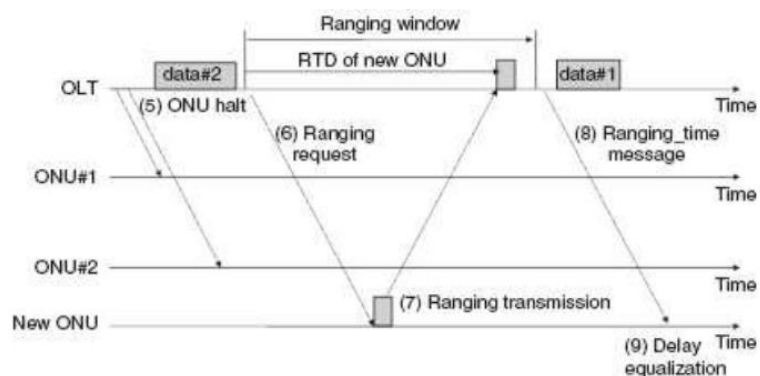 Ranging window
RTD of new ONU
data#2
data#1
OLT
Time
(5) ONU halt
(6) Ranging
request
(8) Ranging_time
message
ONU#1
Time
ONU#2
Time
(7) Ranging transmission
New ONU
Time
(9) Delay
equalization